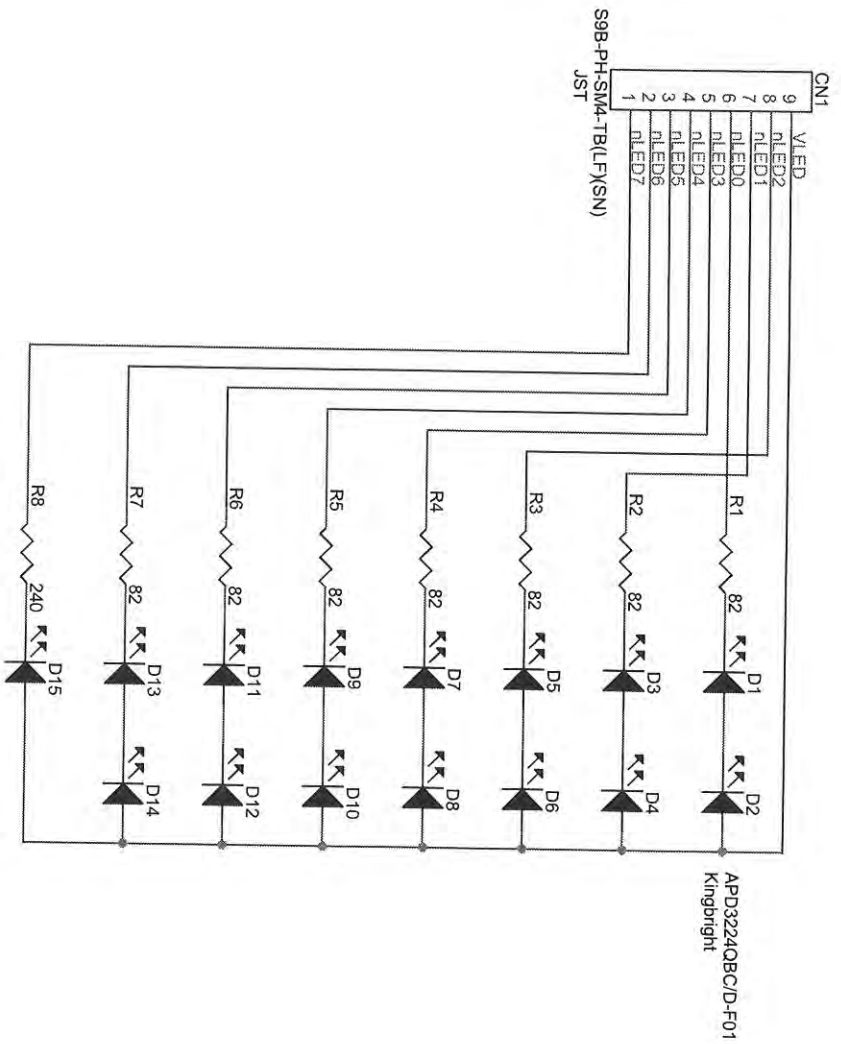 CN1
9 VLED
8 nLED2
7 nLED1
6 nLED0
5 nLED3
4 nLED4
3 nLED5
2 nLED6
1 nLED7
S9B-PH-SM4-TB(LF)(SN)
JST
R1 82 D1 D2
APD3224QBC/D-F01
Kingbright
R2 82 D3 D4
R3 82 D5 D6
R4 82 D7 D8
R5 82 D9 D10
R6 82 D11 D12
R7 82 D13 D14
R8 240 D15